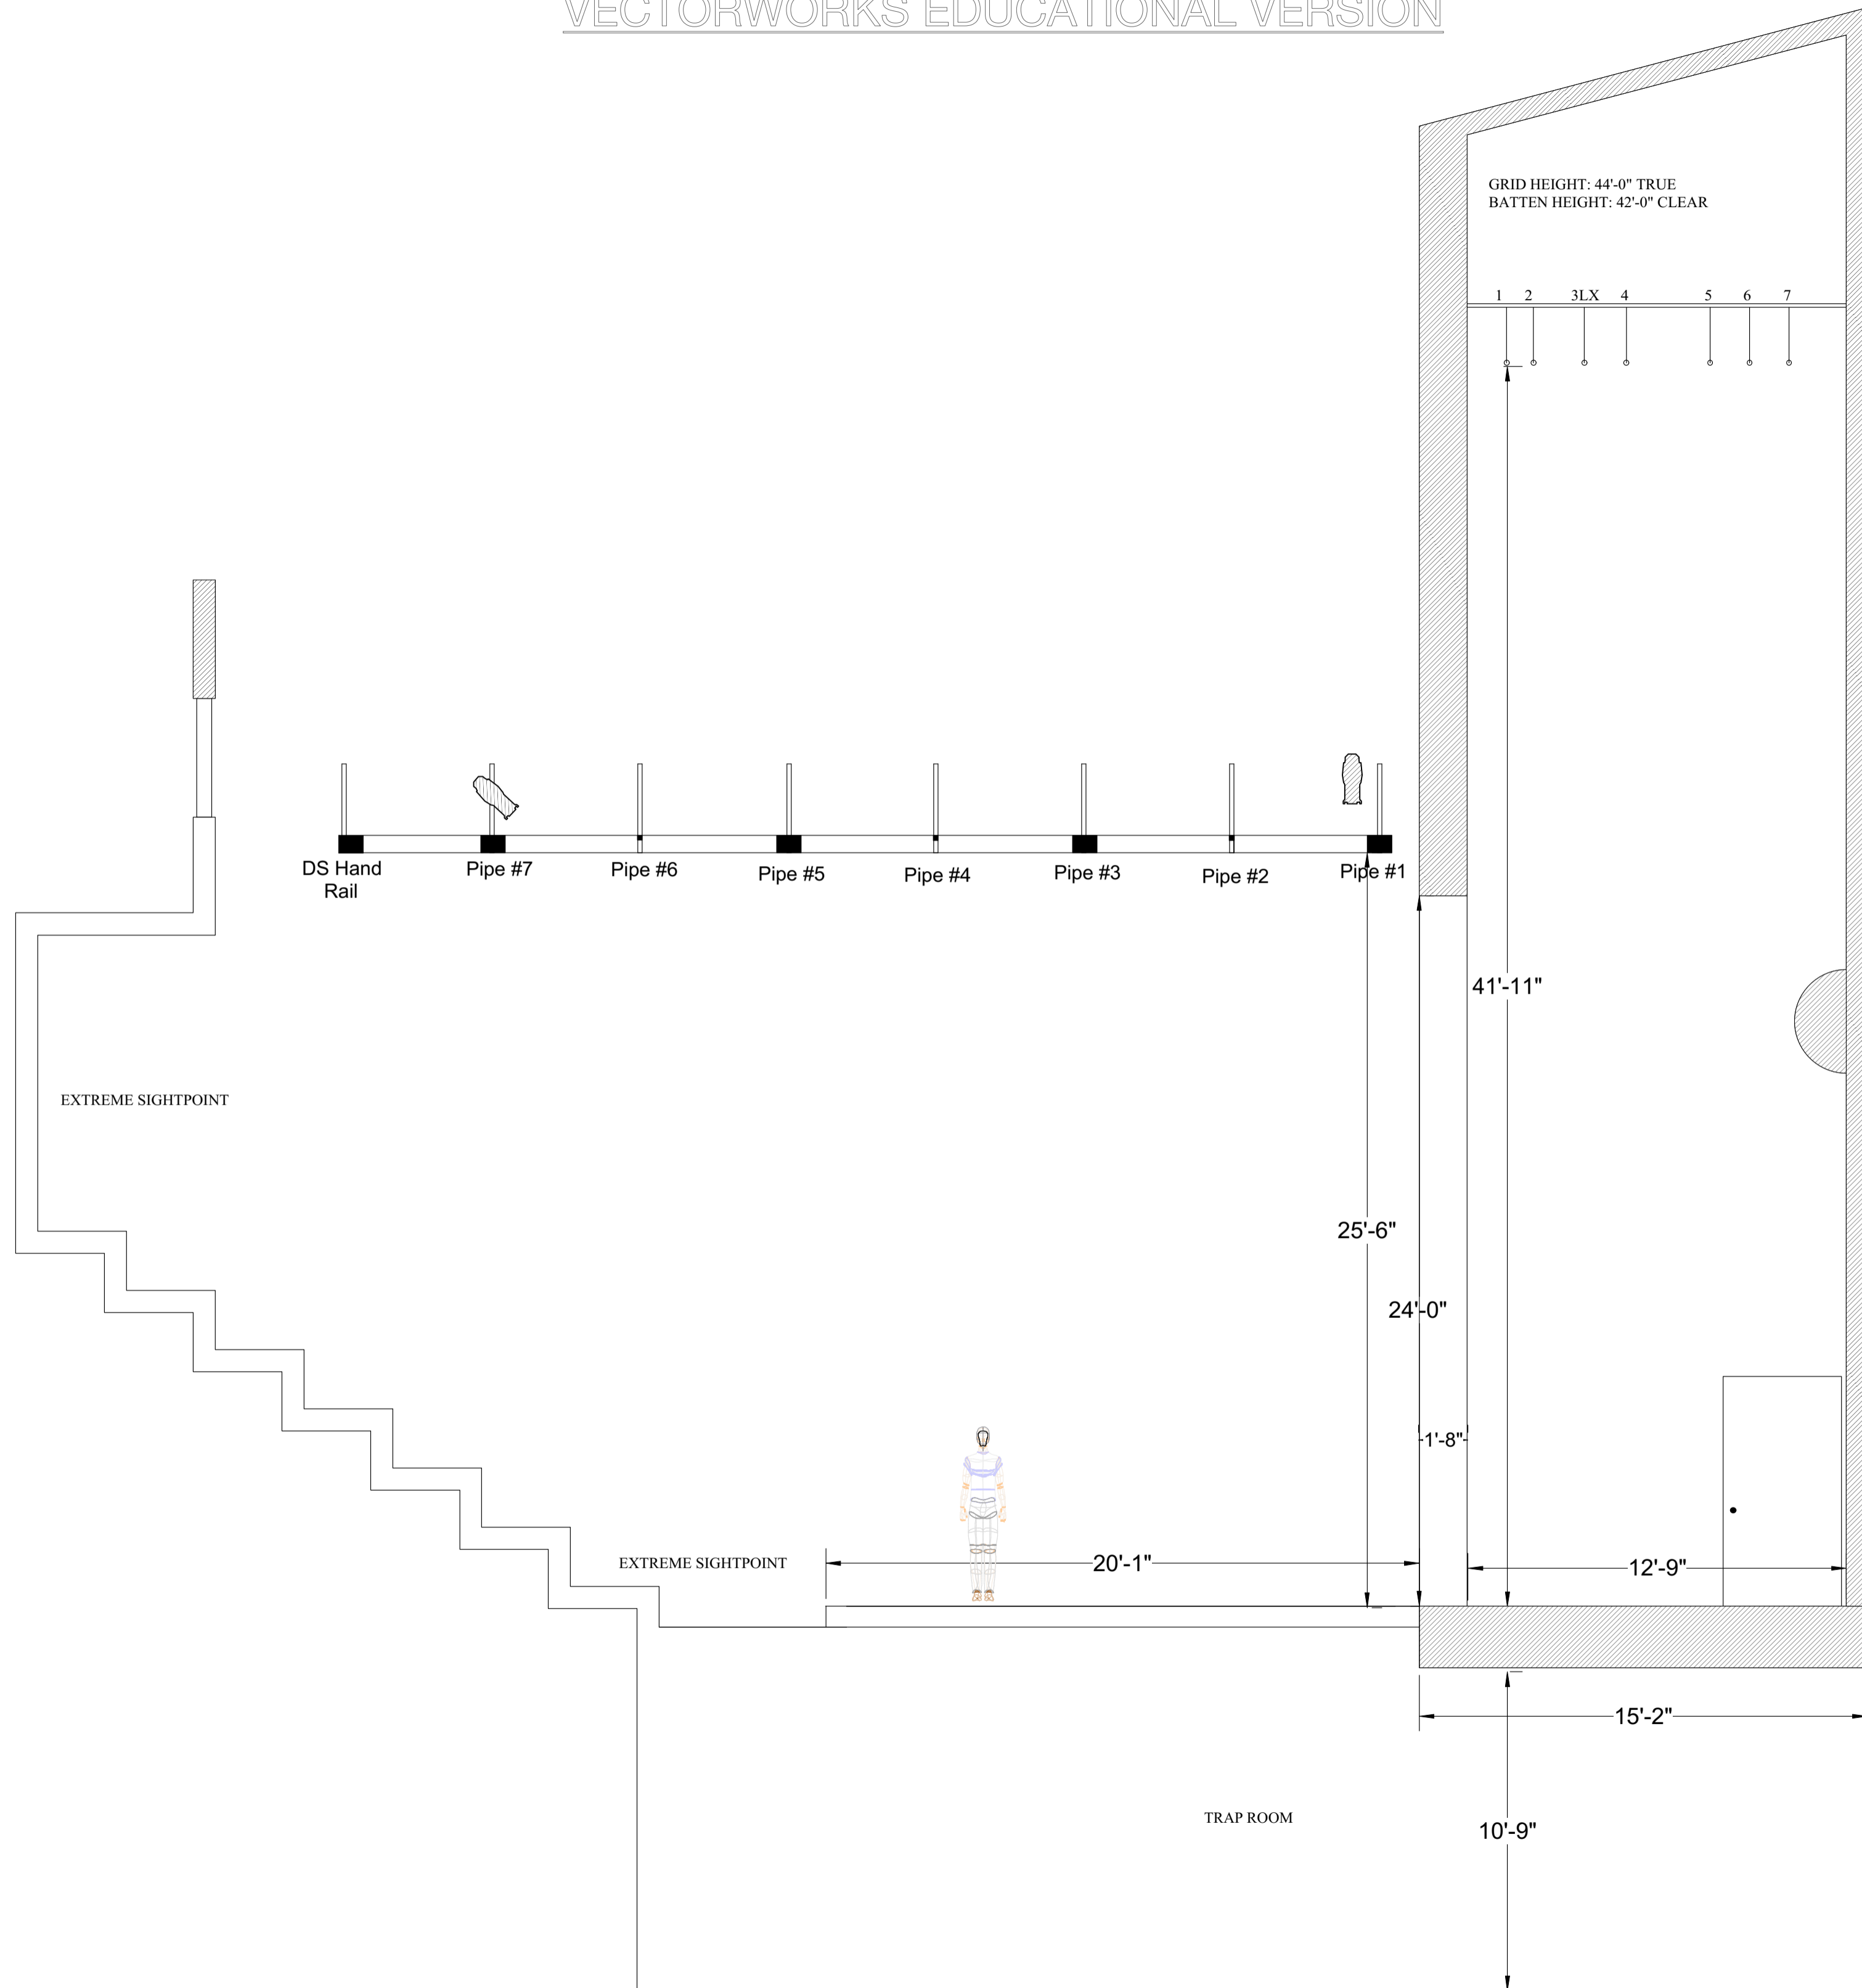 VECTORWORKS EDUCATIONAL VERSION
GRID HEIGHT: 44'-0" TRUE
BATTEN HEIGHT: 42'-0" CLEAR
1 2 3LX 4 5 6 7
DS Hand
Rail
Pipe #7
Pipe #6
Pipe #5
Pipe #4
Pipe #3
Pipe #2
Pipe #1
41'-11"
EXTREME SIGHTPOINT
25'-6"
24'-0"
1'-8"
EXTREME SIGHTPOINT
20'-1"
12'-9"
15'-2"
TRAP ROOM
10'-9"